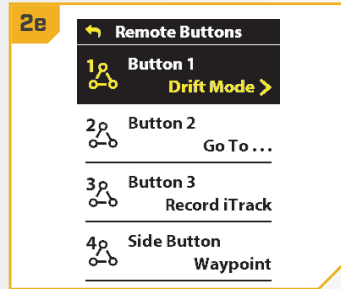 2e
Remote Buttons
1 Button 1
Drift Mode >
2 Button 2
Go To ...
3 Button 3
Record iTrack
4 Side Button
Waypoint